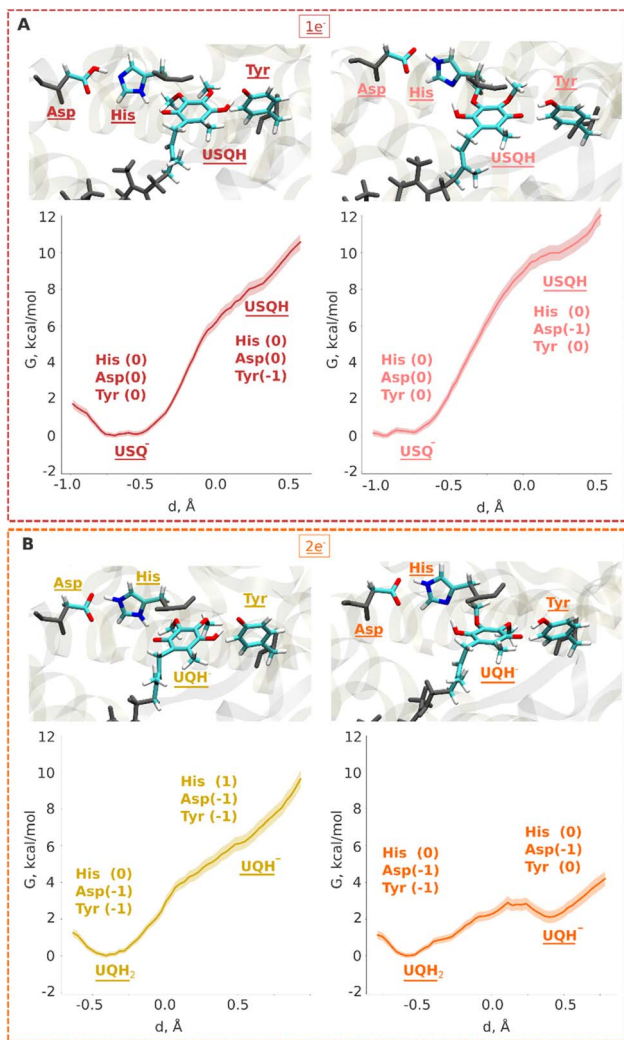 A
1e-
Asp
His
Tyr
USQH
Asp
His
Tyr
USQH
12
10
8
6
4
2
0
-2
G, kcal/mol
His (0)
Asp(0)
Tyr (0)
USQ-
USQH
His (0)
Asp(0)
Tyr(-1)
-1.0 -0.5 0.0 0.5
d, Å
12
10
8
6
4
2
0
-2
His (0)
Asp(0)
Tyr (0)
USQ-
USQH
His (0)
Asp(-1)
Tyr (0)
-1.0 -0.5 0.0 0.5
d, Å
B
2e-
Asp
His
Tyr
UQH-
His
Asp
Tyr
UQH-
12
10
8
6
4
2
0
-2
G, kcal/mol
His (0)
Asp(-1)
Tyr (-1)
UQH₂
His (1)
Asp(-1)
Tyr (-1)
UQH⁻
-0.5 0.0 0.5
d, Å
12
10
8
6
4
2
0
-2
His (0)
Asp(-1)
Tyr (-1)
UQH₂
His (0)
Asp(-1)
Tyr (0)
UQH⁻
-0.5 0.0 0.5
d, Å